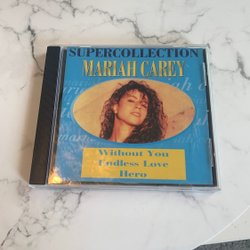 SUPERCOLLECTION
MARIAH CAREY
Without You
Endless Love
Hero